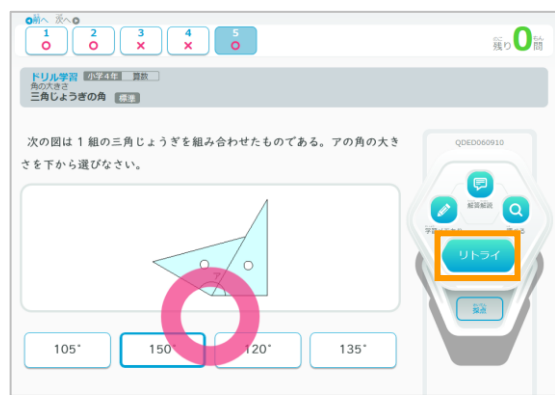 前へ 次へ
1 2 3 4 5
残り0問
ドリル学習 小学4年 算数
角の大きさ
三角じょうぎの角 標準
次の図は1組の三角じょうぎを組み合わせたものである。アの角の大き
さを下から選びなさい。
QDED060910
解答解説
リトライ
採点
ア
105° 150° 120° 135°